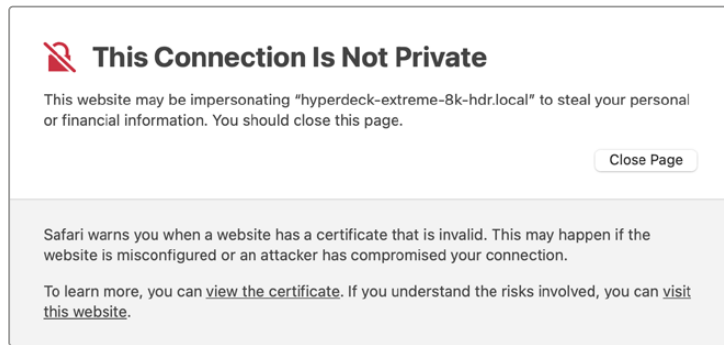 This Connection Is Not Private
This website may be impersonating “hyperdeck-extreme-8k-hdr.local” to steal your personal
or financial information. You should close this page.
Close Page
Safari warns you when a website has a certificate that is invalid. This may happen if the
website is misconfigured or an attacker has compromised your connection.
To learn more, you can view the certificate. If you understand the risks involved, you can visit
this website.